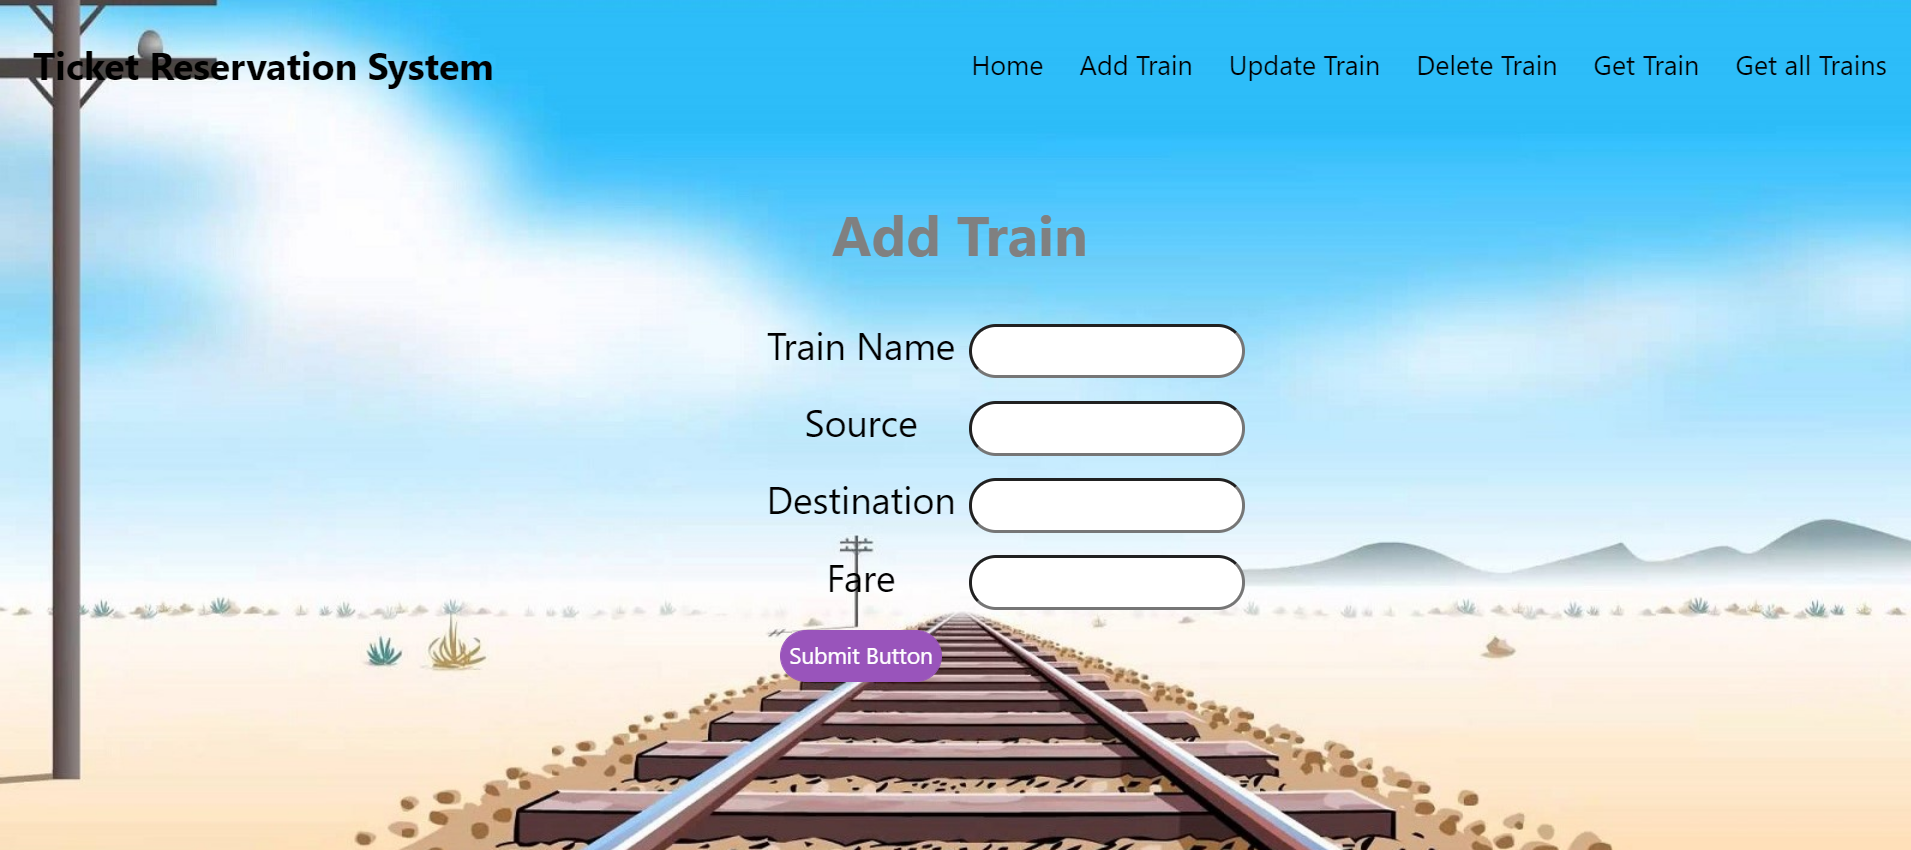 Ticket Reservation System Home Add Train Update Train Delete Train Get Train Get all Trains
Add Train
Train Name
Source
Destination
Fare
Submit Button